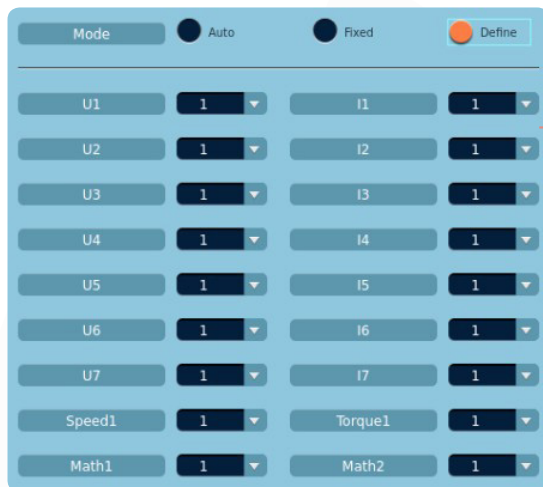 Mode Auto Fixed Define
U1 1 I1 1
U2 1 I2 1
U3 1 I3 1
U4 1 I4 1
U5 1 I5 1
U6 1 I6 1
U7 1 I7 1
Speed1 1 Torque1 1
Math1 1 Math2 1